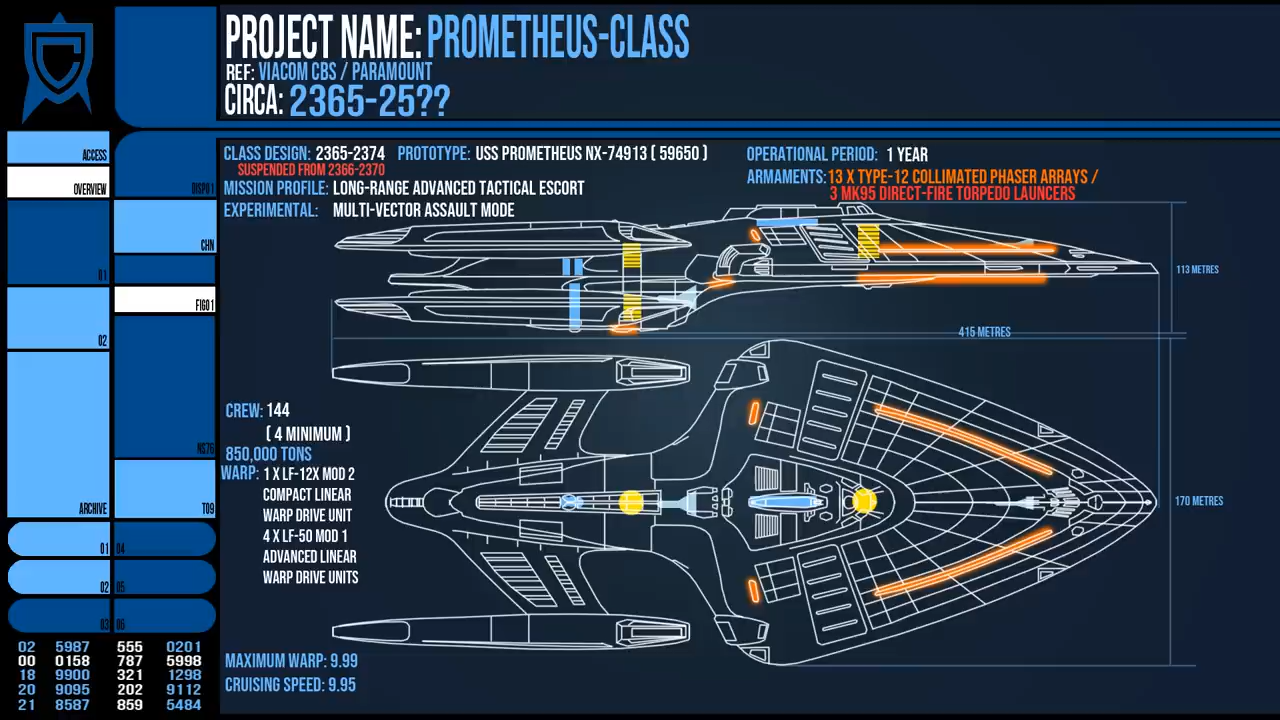 PROJECT NAME: PROMETHEUS-CLASS
REF: VIACOM CBS / PARAMOUNT
CIRCA: 2365-25??
ACCESS
OVERVIEW
01
02
ARCHIVE
01
02
03
DISP01
CHN
FIG01
NS76
T09
04
05
06
02 5987 555 0201
00 0158 787 5998
18 9900 321 1298
20 9095 202 9112
21 8587 859 5484
CLASS DESIGN: 2365-2374 PROTOTYPE: USS PROMETHEUS NX-74913 ( 59650 )
SUSPENDED FROM 2366-2370
MISSION PROFILE: LONG-RANGE ADVANCED TACTICAL ESCORT
EXPERIMENTAL: MULTI-VECTOR ASSAULT MODE
OPERATIONAL PERIOD: 1 YEAR
ARMAMENTS: 13 X TYPE-12 COLLIMATED PHASER ARRAYS /
3 MK95 DIRECT-FIRE TORPEDO LAUNCERS
113 METRES
415 METRES
170 METRES
CREW: 144
( 4 MINIMUM )
850,000 TONS
WARP: 1 X LF-12X MOD 2
COMPACT LINEAR
WARP DRIVE UNIT
4 X LF-50 MOD 1
ADVANCED LINEAR
WARP DRIVE UNITS
MAXIMUM WARP: 9.99
CRUISING SPEED: 9.95